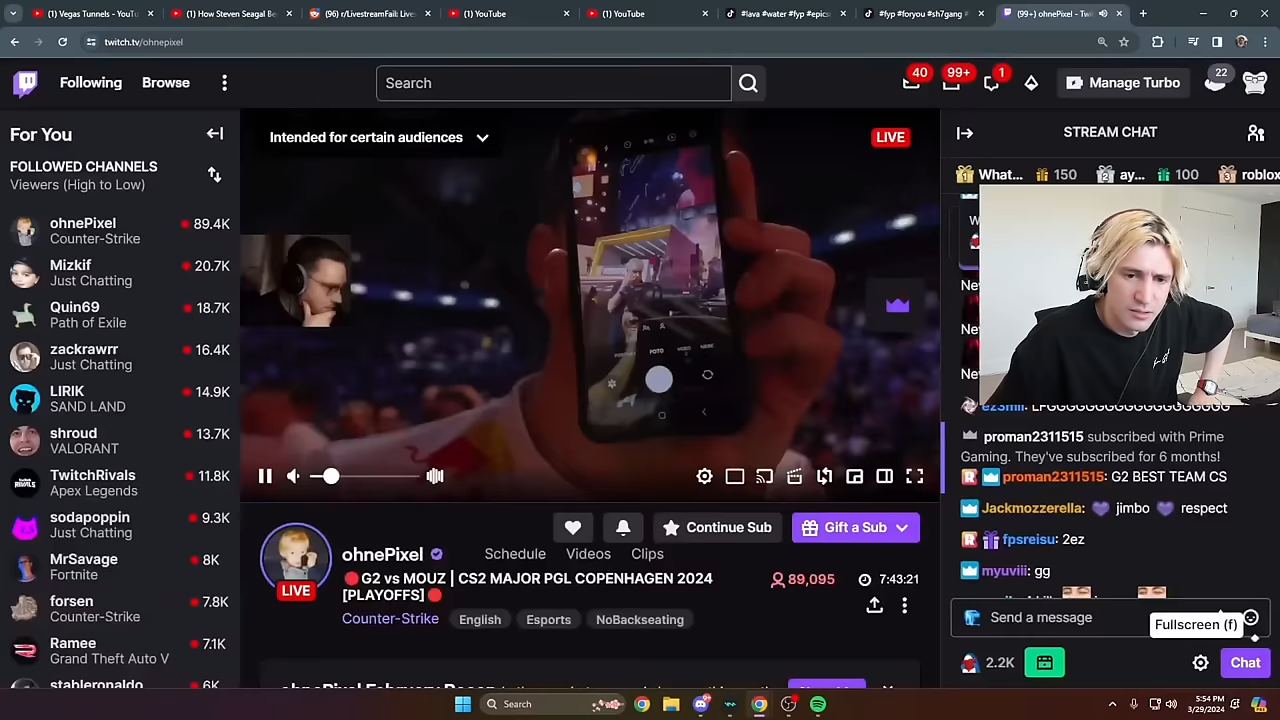 (1) Vegas Tunnels - YouTu
(1) How Steven Seagal Be
(96) r/LivestreamFail: Live
(1) YouTube
(1) YouTube
#lava #water #fyp #epics
#fyp #foryou #sh7gang #
(99+) ohnePixel - Twi
twitch.tv/ohnepixel
Following
Browse
Search
40
99+
1
Manage Turbo
22
For You
FOLLOWED CHANNELS
Viewers (High to Low)
ohnePixel
89.4K
Counter-Strike
Mizkif
20.7K
Just Chatting
Quin69
18.7K
Path of Exile
zackrawrr
16.4K
Just Chatting
LIRIK
14.9K
SAND LAND
shroud
13.7K
VALORANT
TwitchRivals
11.8K
Apex Legends
sodapoppin
9.3K
Just Chatting
MrSavage
8K
Fortnite
forsen
7.8K
Counter-Strike
Ramee
7.1K
Grand Theft Auto V
stableronaldo
6K
Intended for certain audiences
LIVE
FOTO
Continue Sub
Gift a Sub
LIVE
ohnePixel
Schedule
Videos
Clips
🔴G2 vs MOUZ | CS2 MAJOR PGL COPENHAGEN 2024
[PLAYOFFS]🔴
89,095
7:43:21
Counter-Strike
English
Esports
NoBackseating
STREAM CHAT
What...
150
ay...
100
roblox
ez3mil: LFGGGGGGGGGGGGGGGGGGG
proman2311515 subscribed with Prime
Gaming. They've subscribed for 6 months!
proman2311515: G2 BEST TEAM CS
Jackmozzerella: 💜 jimbo 💜 respect
fpsreisu: 2ez
myuviii: gg
Send a message
Fullscreen (f)
2.2K
Chat
Search
5:54 PM
3/29/2024